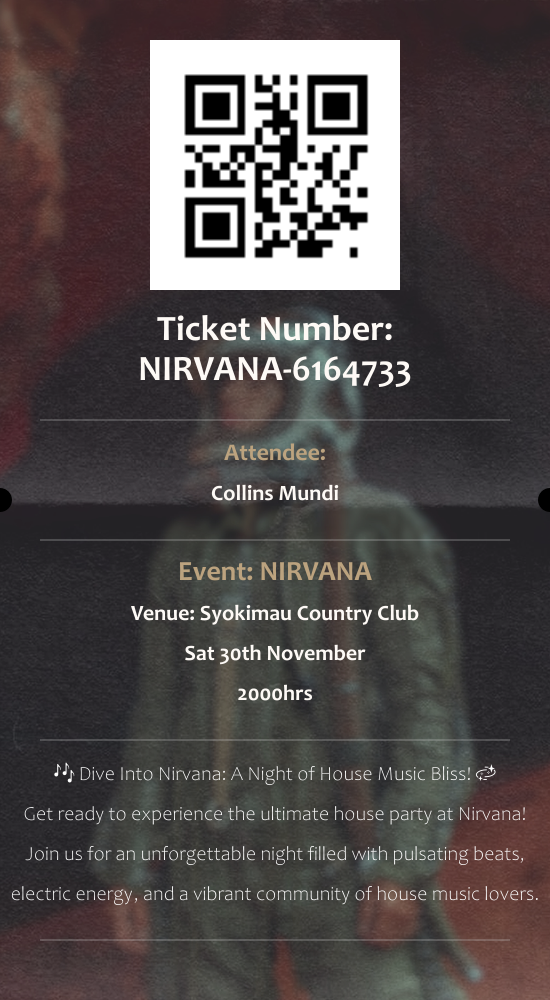 Ticket Number:
NIRVANA-6164733
Attendee:
Collins Mundi
Event: NIRVANA
Venue: Syokimau Country Club
Sat 30th November
2000hrs
🎶 Dive Into Nirvana: A Night of House Music Bliss! 💫
Get ready to experience the ultimate house party at Nirvana!
Join us for an unforgettable night filled with pulsating beats,
electric energy, and a vibrant community of house music lovers.